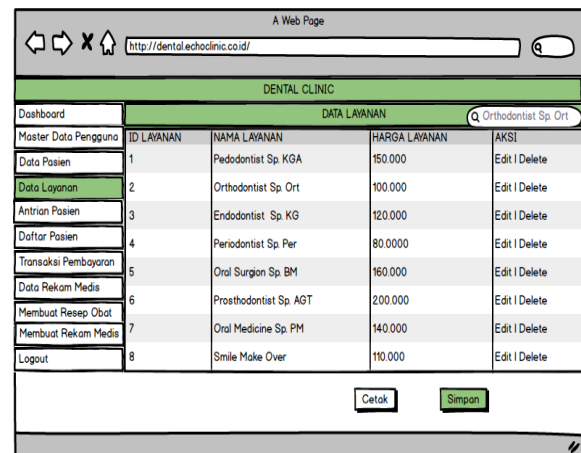 A Web Page
http://dental.echoclinic.co.id/
DENTAL CLINIC
Dashboard
DATA LAYANAN
Orthodontist Sp. Ort
Master Data Pengguna
Data Pasien
Data Layanan
Antrian Pasien
Daftar Pasien
Transaksi Pembayaran
Data Rekam Medis
Membuat Resep Obat
Membuat Rekam Medis
Logout
ID LAYANAN NAMA LAYANAN HARGA LAYANAN AKSI
1 Pedodontist Sp. KGA 150.000 Edit | Delete
2 Orthodontist Sp. Ort 100.000 Edit | Delete
3 Endodontist Sp. KG 120.000 Edit | Delete
4 Periodontist Sp. Per 80.0000 Edit | Delete
5 Oral Surgion Sp. BM 160.000 Edit | Delete
6 Prosthodontist Sp. AGT 200.000 Edit | Delete
7 Oral Medicine Sp. PM 140.000 Edit | Delete
8 Smile Make Over 110.000 Edit | Delete
Cetak Simpan